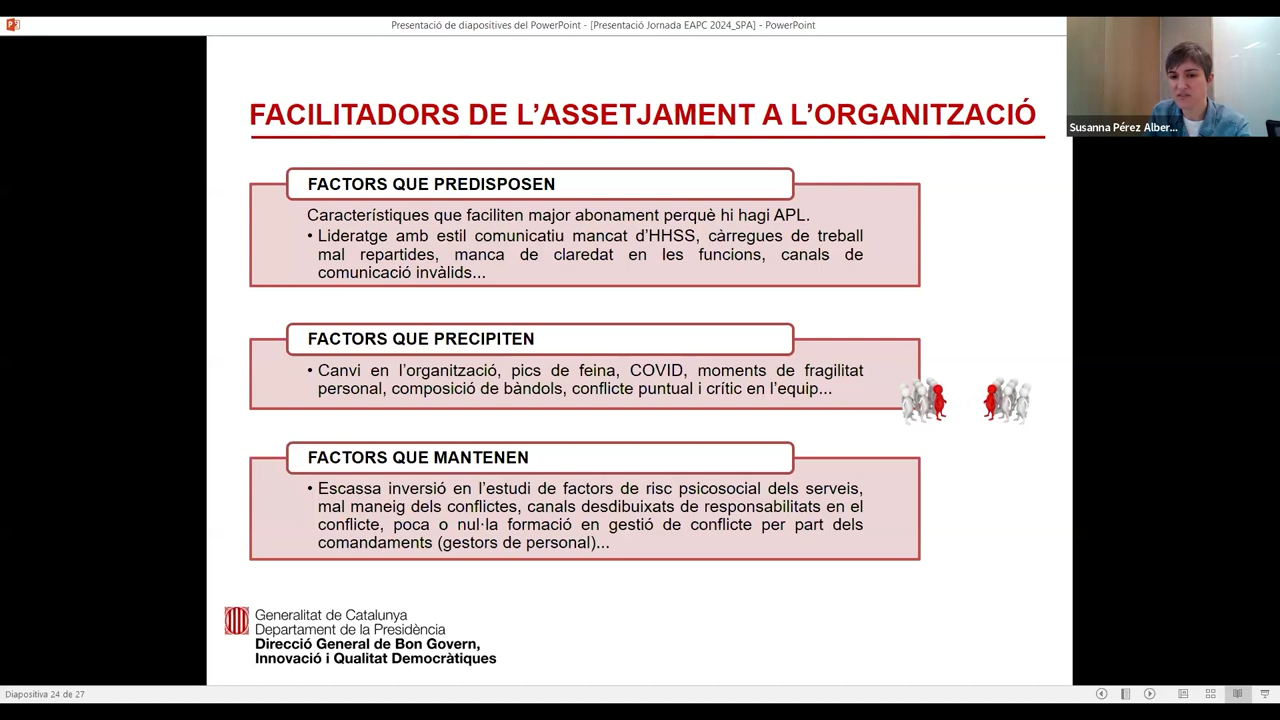 Presentació de diapositives del PowerPoint - [Presentació Jornada EAPC 2024_SPA] - PowerPoint
Susanna Pérez Alber...
FACILITADORS DE L'ASSETJAMENT A L'ORGANITZACIÓ
FACTORS QUE PREDISPOSEN
Característiques que faciliten major abonament perquè hi hagi APL.
• Lideratge amb estil comunicatiu mancat d'HHSS, càrregues de treball
mal repartides, manca de claredat en les funcions, canals de
comunicació invàlids...
FACTORS QUE PRECIPITEN
• Canvi en l'organització, pics de feina, COVID, moments de fragilitat
personal, composició de bàndols, conflicte puntual i crític en l'equip...
FACTORS QUE MANTENEN
• Escassa inversió en l'estudi de factors de risc psicosocial dels serveis,
mal maneig dels conflictes, canals desdibuixats de responsabilitats en el
conflicte, poca o nul·la formació en gestió de conflicte per part dels
comandaments (gestors de personal)...
Generalitat de Catalunya
Departament de la Presidència
Direcció General de Bon Govern,
Innovació i Qualitat Democràtiques
Diapositiva 24 de 27